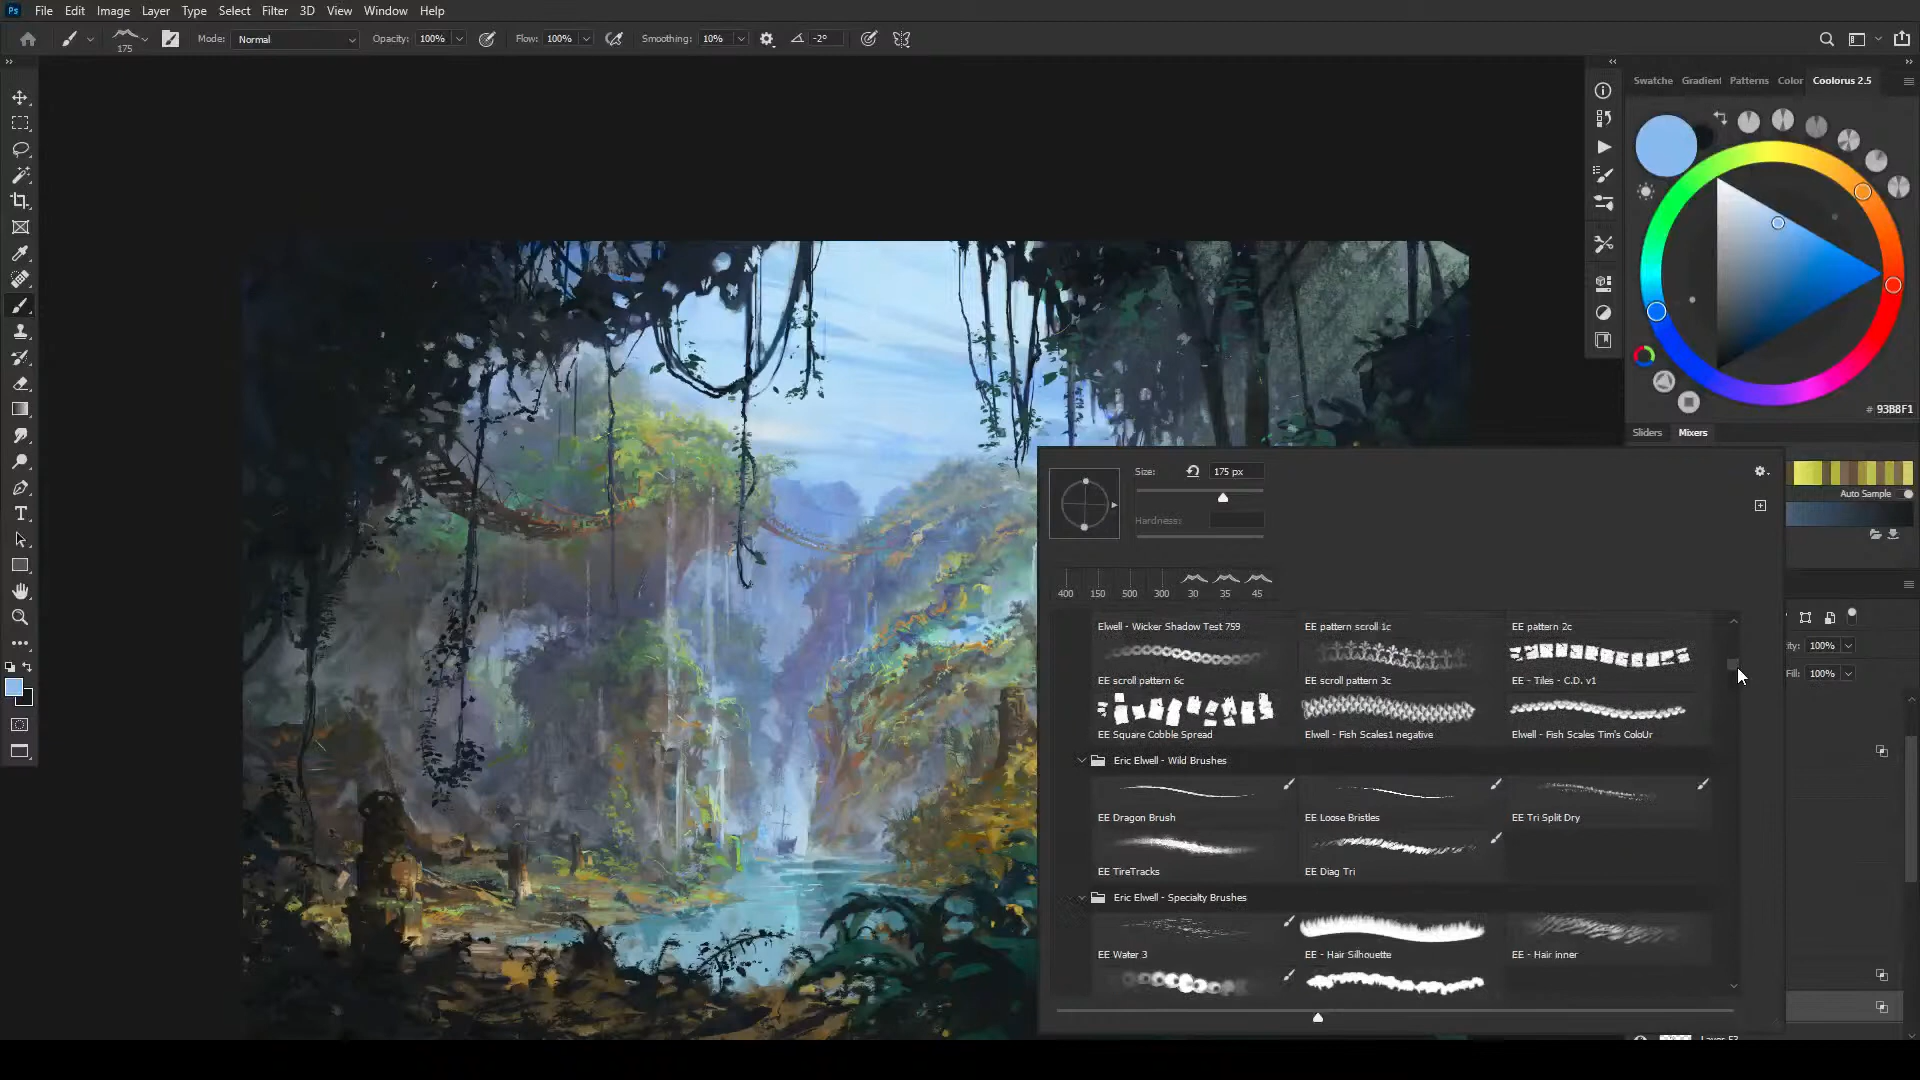 Ps File Edit Image Layer Type Select Filter 3D View Window Help
175 Mode: Normal Opacity: 100% Flow: 100% Smoothing: 10% -2°
Swatche Gradient Patterns Color Coolorus 2.5
# 93B8F1
Sliders Mixers
Size: 175 px
Auto Sample
Hardness:
400 150 500 300 30 35 45
Elwell - Wicker Shadow Test 759 EE pattern scroll 1c EE pattern 2c
EE scroll pattern 6c EE scroll pattern 3c EE - Tiles - C.D. v1
EE Square Cobble Spread Elwell - Fish Scales1 negative Elwell - Fish Scales Tim's ColoUr
Eric Elwell - Wild Brushes
EE Dragon Brush EE Loose Bristles EE Tri Split Dry
EE TireTracks EE Diag Tri
Eric Elwell - Specialty Brushes
EE Water 3 EE - Hair Silhouette EE - Hair inner
ity: 100%
Fill: 100%